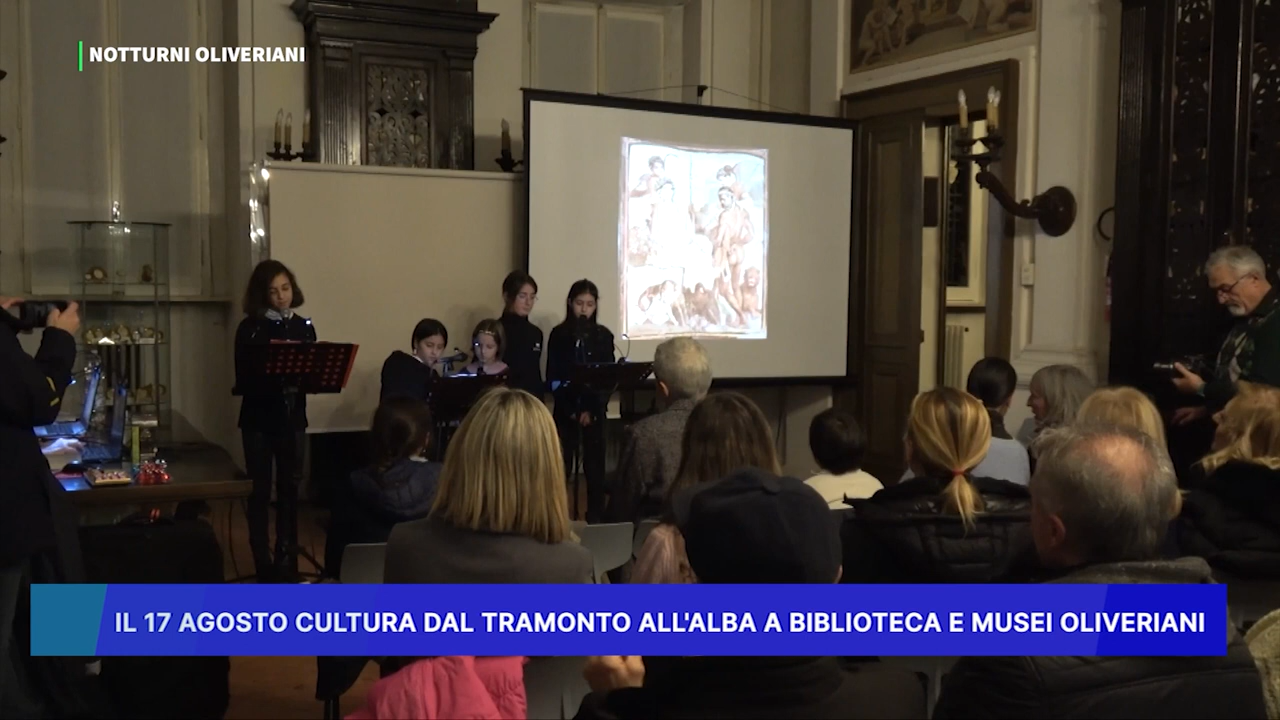 NOTTURNI OLIVERIANI
IL 17 AGOSTO CULTURA DAL TRAMONTO ALL'ALBA A BIBLIOTECA E MUSEI OLIVERIANI